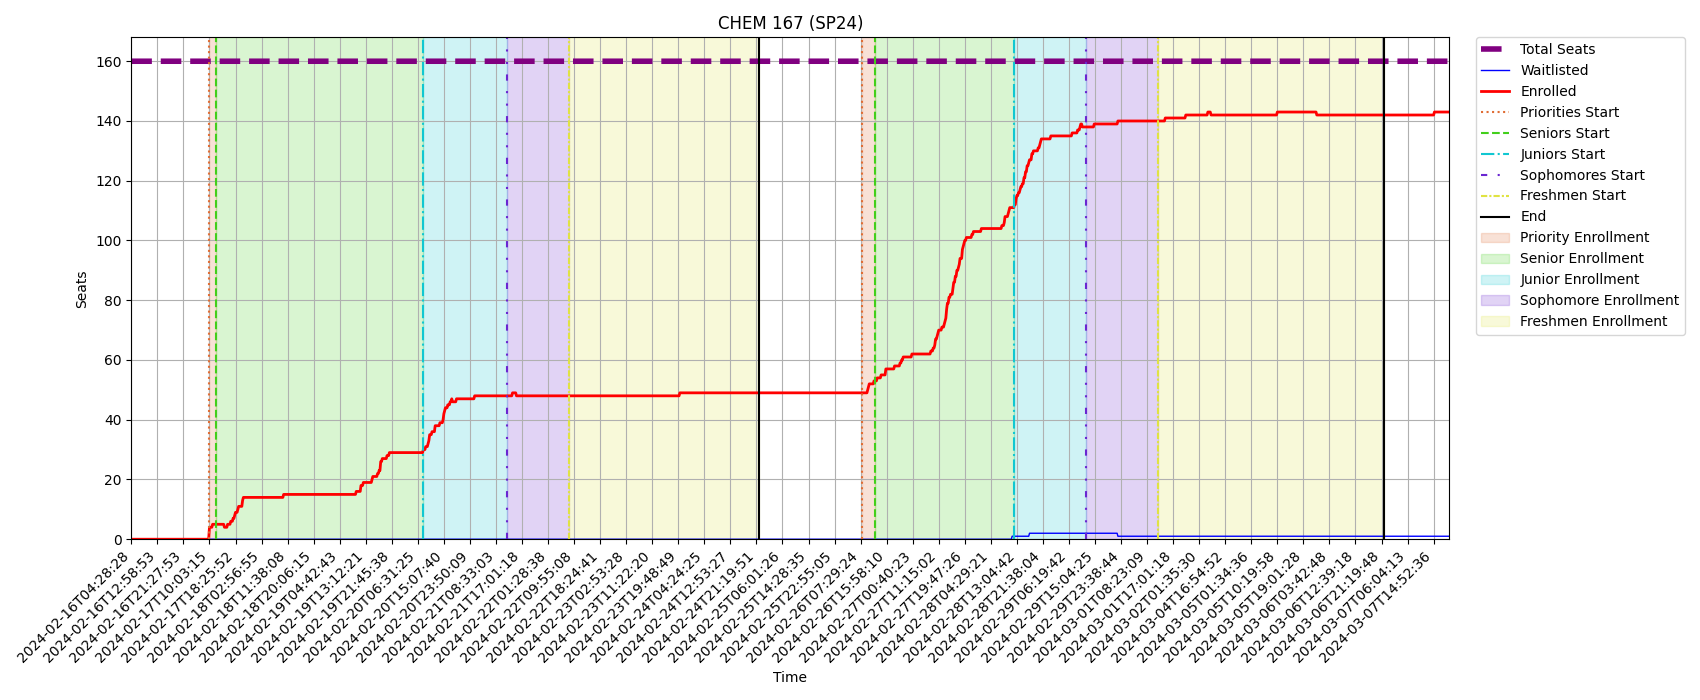 CHEM 167 (SP24)
Seats
160
140
120
100
80
60
40
20
0
2024-02-16T04:28:28
2024-02-16T12:58:53
2024-02-16T21:27:53
2024-02-17T10:03:15
2024-02-17T18:25:52
2024-02-18T02:56:55
2024-02-18T11:38:08
2024-02-18T20:06:15
2024-02-19T04:42:43
2024-02-19T13:12:21
2024-02-19T21:45:38
2024-02-20T06:31:25
2024-02-20T15:07:40
2024-02-20T23:50:09
2024-02-21T08:33:03
2024-02-21T17:01:18
2024-02-22T01:28:38
2024-02-22T09:55:08
2024-02-22T18:24:41
2024-02-23T02:53:28
2024-02-23T11:22:20
2024-02-23T19:48:49
2024-02-24T04:24:25
2024-02-24T12:53:27
2024-02-24T21:19:51
2024-02-25T06:01:26
2024-02-25T14:28:35
2024-02-25T22:55:05
2024-02-26T07:29:24
2024-02-26T15:58:10
2024-02-27T00:40:23
2024-02-27T11:15:02
2024-02-27T19:47:26
2024-02-28T04:29:21
2024-02-28T13:04:42
2024-02-28T21:38:04
2024-02-29T06:19:42
2024-02-29T15:04:25
2024-02-29T23:38:44
2024-03-01T08:23:09
2024-03-01T17:01:18
2024-03-02T01:35:30
2024-03-04T16:54:52
2024-03-05T01:34:36
2024-03-05T10:19:58
2024-03-05T19:01:28
2024-03-06T03:42:48
2024-03-06T12:39:18
2024-03-06T21:19:48
2024-03-07T06:04:13
2024-03-07T14:52:36
Time
Total Seats
Waitlisted
Enrolled
Priorities Start
Seniors Start
Juniors Start
Sophomores Start
Freshmen Start
End
Priority Enrollment
Senior Enrollment
Junior Enrollment
Sophomore Enrollment
Freshmen Enrollment